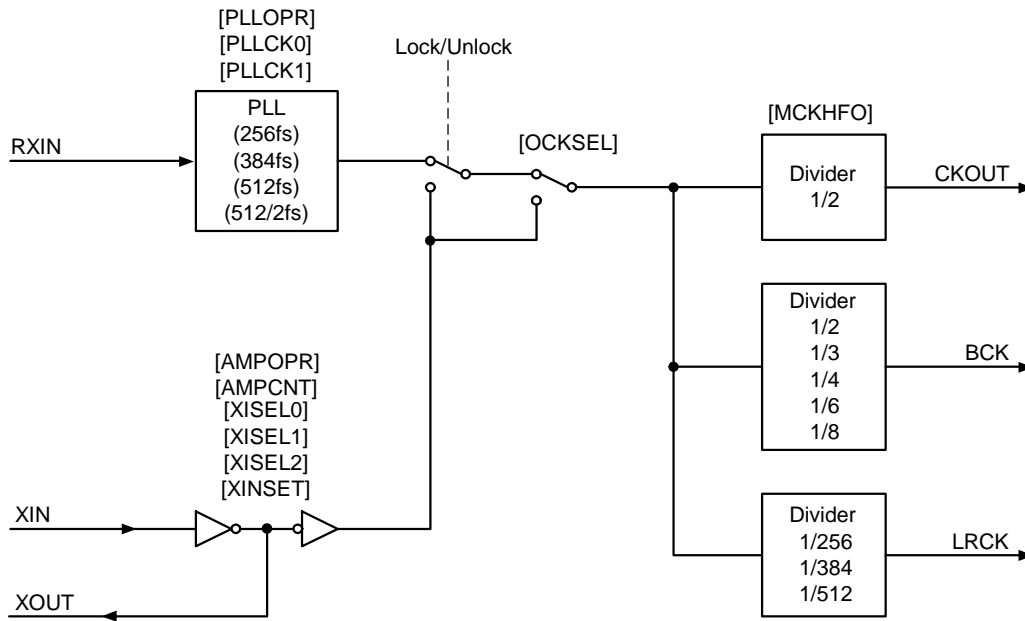 [PLLOPR]
[PLLCK0]
[PLLCK1]
Lock/Unlock
RXIN
PLL
(256fs)
(384fs)
(512fs)
(512/2fs)
[OCKSEL]
[MCKHFO]
Divider
1/2
CKOUT
Divider
1/2
1/3
1/4
1/6
1/8
BCK
[AMPOPR]
[AMPCNT]
[XISEL0]
[XISEL1]
[XISEL2]
[XINSET]
XIN
XOUT
Divider
1/256
1/384
1/512
LRCK